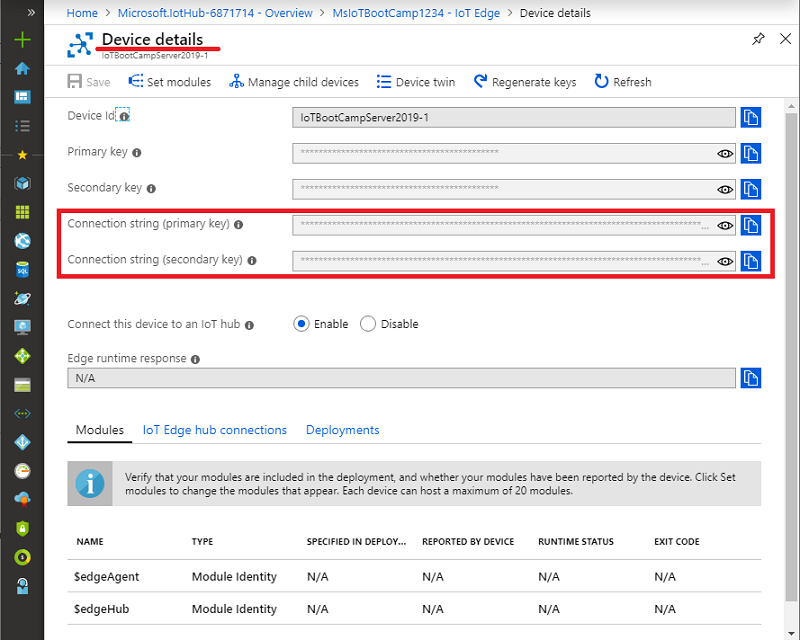 Home > Microsoft.IotHub-6871714 - Overview > MsIoTBootCamp1234 - IoT Edge > Device details
Device details
IoTBootCampServer2019-1
Save Set modules Manage child devices Device twin Regenerate keys Refresh
Device Id IoTBootCampServer2019-1
Primary key ********************************************
Secondary key ********************************************
Connection string (primary key) ****************************************************************************************...
Connection string (secondary key) ****************************************************************************************...
Connect this device to an IoT hub Enable Disable
Edge runtime response
N/A
Modules IoT Edge hub connections Deployments
Verify that your modules are included in the deployment, and whether your modules have been reported by the device. Click Set
modules to change the modules that appear. Each device can host a maximum of 20 modules.
NAME TYPE SPECIFIED IN DEPLOY... REPORTED BY DEVICE RUNTIME STATUS EXIT CODE
$edgeAgent Module Identity N/A N/A N/A N/A
$edgeHub Module Identity N/A N/A N/A N/A